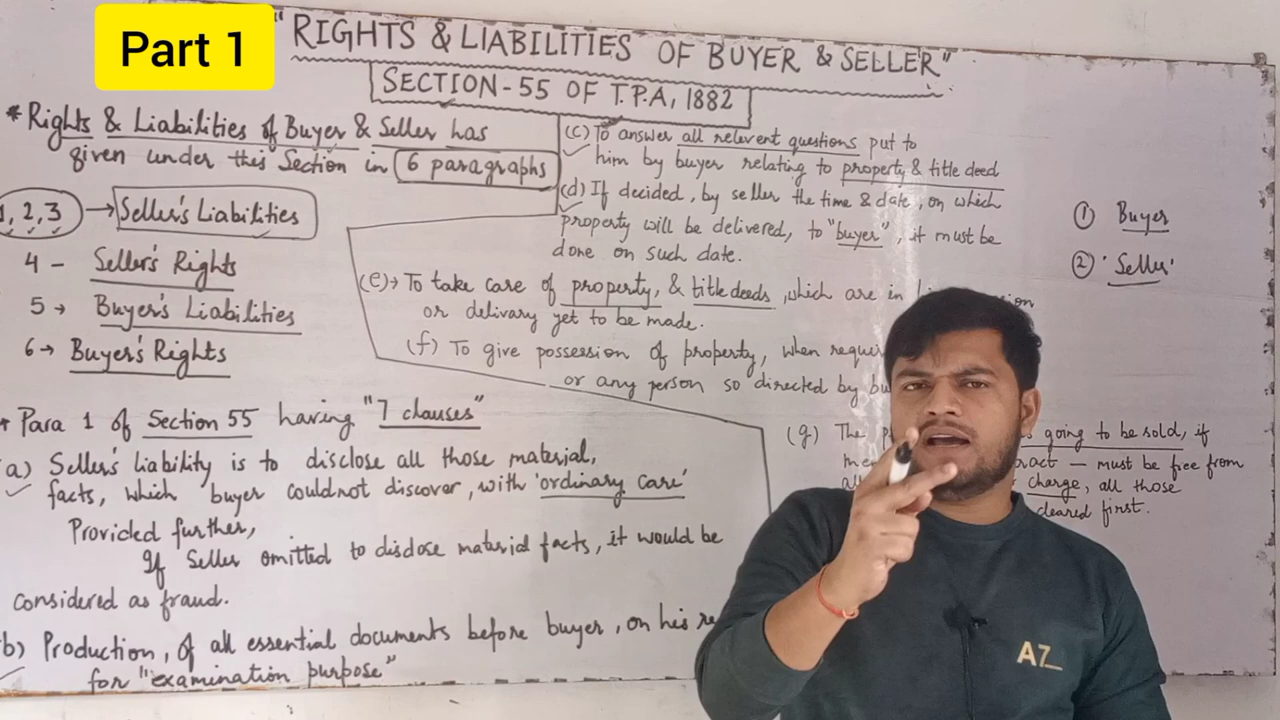 Part 1
"RIGHTS & LIABILITIES OF BUYER & SELLER"
SECTION-55 OF T.P.A, 1882
* Rights & Liabilities of Buyer & Seller has
given under this Section in 6 paragraphs
1, 2, 3 → Seller's Liabilities
4 - Seller's Rights
5 → Buyer's Liabilities
6 → Buyer's Rights
* Para 1 of Section 55 having "7 clauses"
a) Seller's liability is to disclose all those material,
facts, which buyer couldnot discover, with 'ordinary care'
Provided further,
If Seller omitted to disclose material facts, it would be
considered as fraud.
b) Production, of all essential documents before buyer, on his
for "examination purpose"
(c) To answer all relevent questions put to
him by buyer relating to property & title deed
(d) If decided, by seller the time & date, on which
property will be delivered, to "buyer", it must be
done on such date.
(e)→ To take care of property, & title deeds, which are in
or delivary yet to be made.
(f) To give possession of property, when
or any person so directed by
(g) The going to be sold, if
must be free from
charge, all those
cleared first.
① Buyer
② 'Seller'
A7